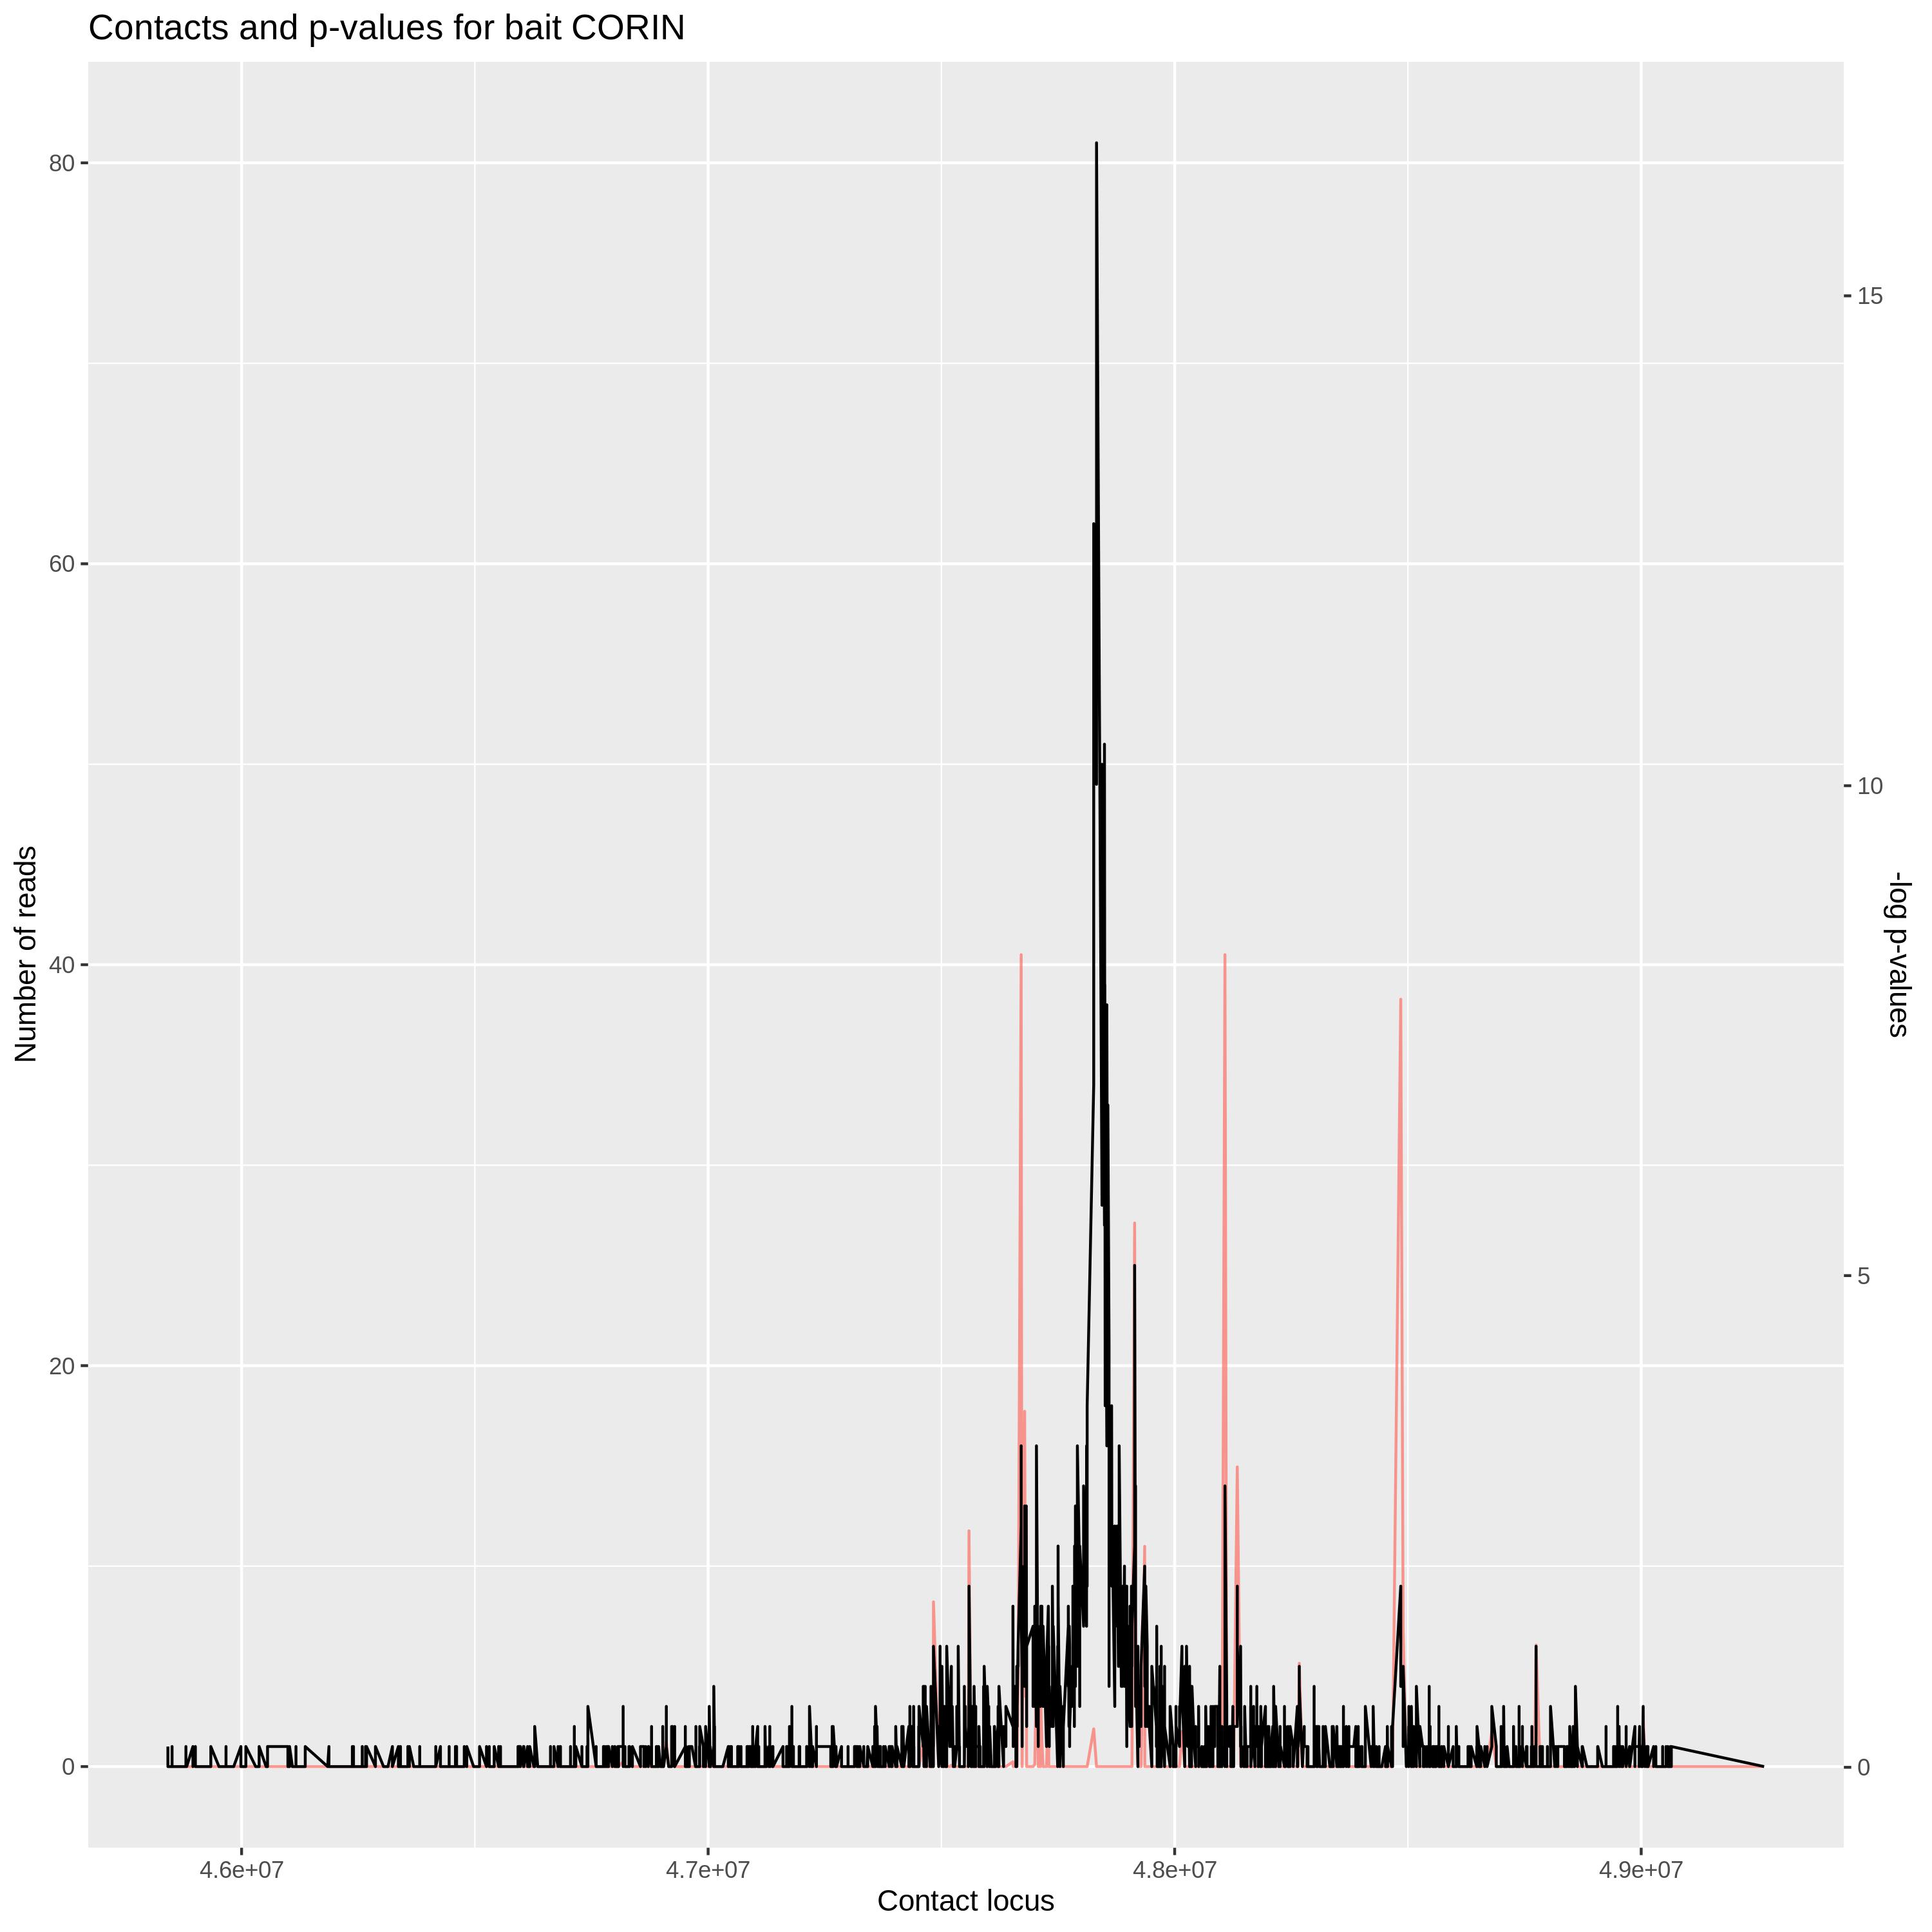 Contacts and p-values for bait CORIN
80
60
40
20
0
Number of reads
15
10
5
0
-log p-values
4.6e+07
4.7e+07
4.8e+07
4.9e+07
Contact locus